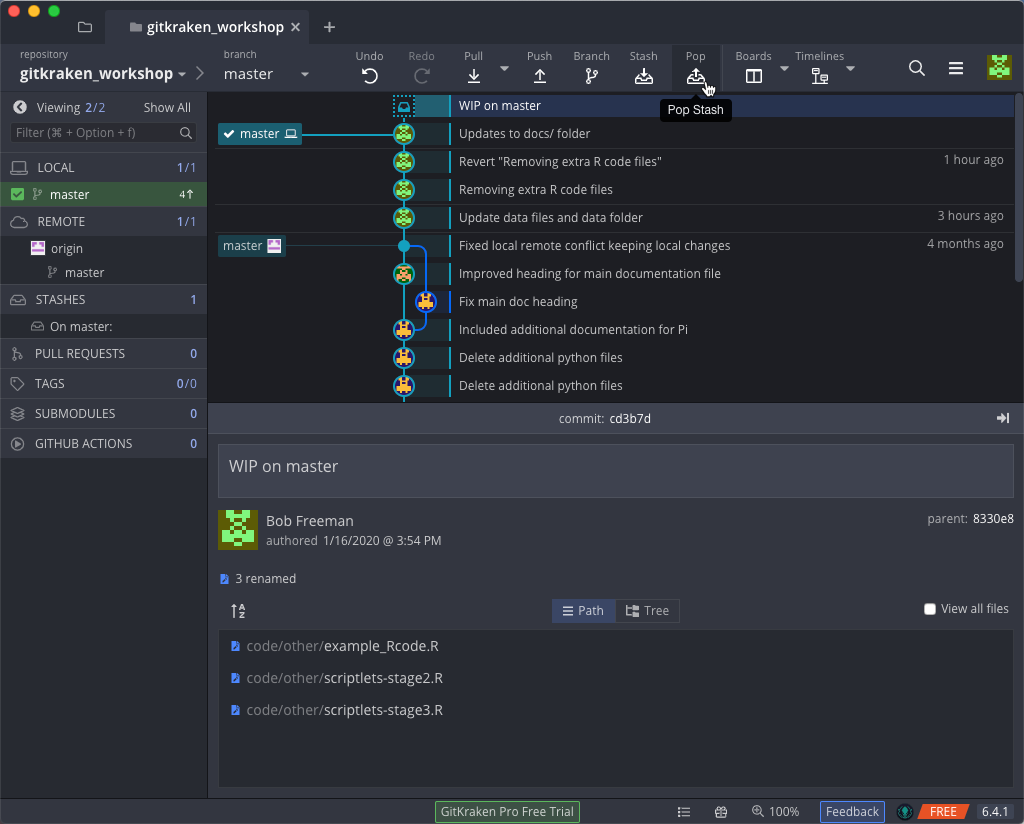 gitkraken_workshop
repository
gitkraken_workshop
branch
master
Undo
Redo
Pull
Push
Branch
Stash
Pop
Boards
Timelines
Pop Stash
Viewing 2/2
Show All
Filter (⌘ + Option + f)
LOCAL 1/1
master 4↑
REMOTE 1/1
origin
master
STASHES 1
On master:
PULL REQUESTS 0
TAGS 0/0
SUBMODULES 0
GITHUB ACTIONS 0
WIP on master
master
Updates to docs/ folder
Revert "Removing extra R code files" 1 hour ago
Removing extra R code files
Update data files and data folder 3 hours ago
master
Fixed local remote conflict keeping local changes 4 months ago
Improved heading for main documentation file
Fix main doc heading
Included additional documentation for Pi
Delete additional python files
Delete additional python files
commit: cd3b7d
WIP on master
Bob Freeman
authored 1/16/2020 @ 3:54 PM
parent: 8330e8
3 renamed
A
Z
Path
Tree
View all files
code/other/example_Rcode.R
code/other/scriptlets-stage2.R
code/other/scriptlets-stage3.R
GitKraken Pro Free Trial
100%
Feedback
FREE
6.4.1